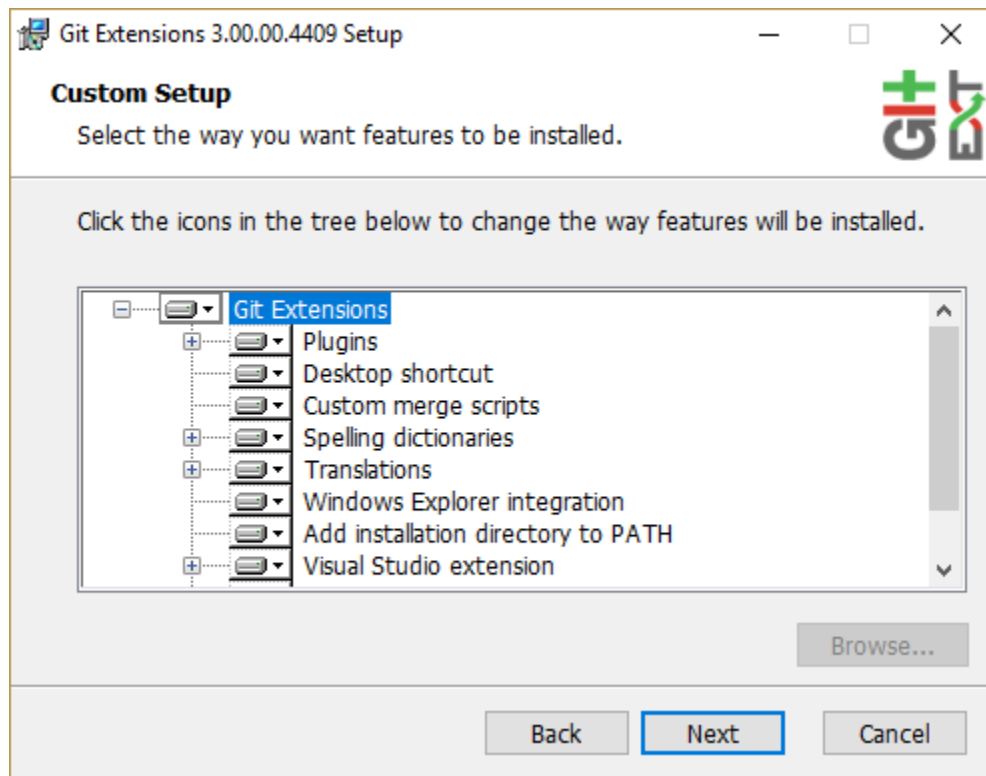 Git Extensions 3.00.00.4409 Setup
Custom Setup
Select the way you want features to be installed.
Git
Ext
Click the icons in the tree below to change the way features will be installed.
Git Extensions
Plugins
Desktop shortcut
Custom merge scripts
Spelling dictionaries
Translations
Windows Explorer integration
Add installation directory to PATH
Visual Studio extension
Browse...
Back
Next
Cancel